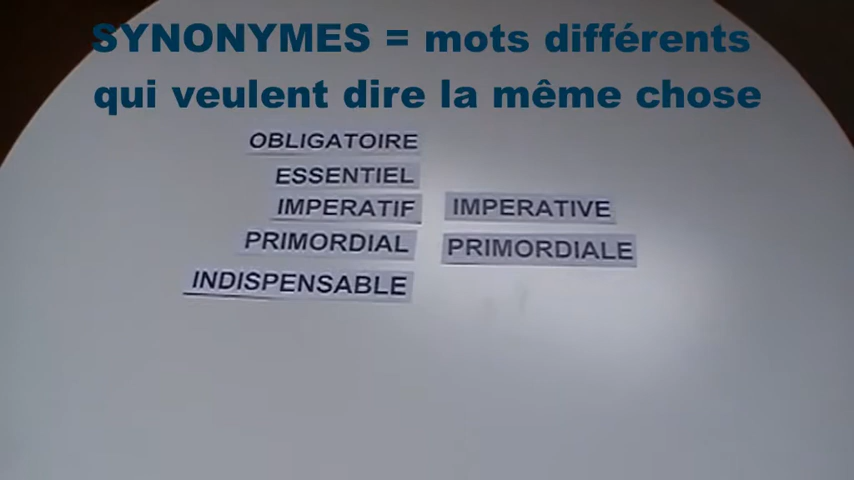 SYNONYMES = mots différents
qui veulent dire la même chose
OBLIGATOIRE
ESSENTIEL
IMPERATIF IMPERATIVE
PRIMORDIAL PRIMORDIALE
INDISPENSABLE